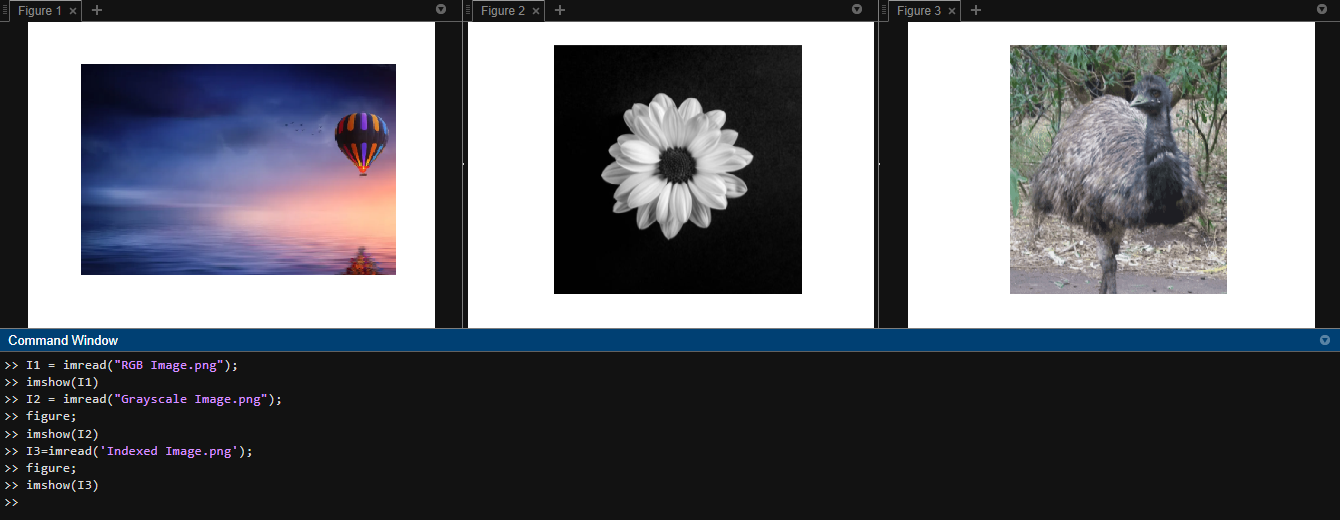 Figure 1
Figure 2
Figure 3
Command Window
>> I1 = imread("RGB Image.png");
>> imshow(I1)
>> I2 = imread("Grayscale Image.png");
>> figure;
>> imshow(I2)
>> I3=imread('Indexed Image.png');
>> figure;
>> imshow(I3)
>>